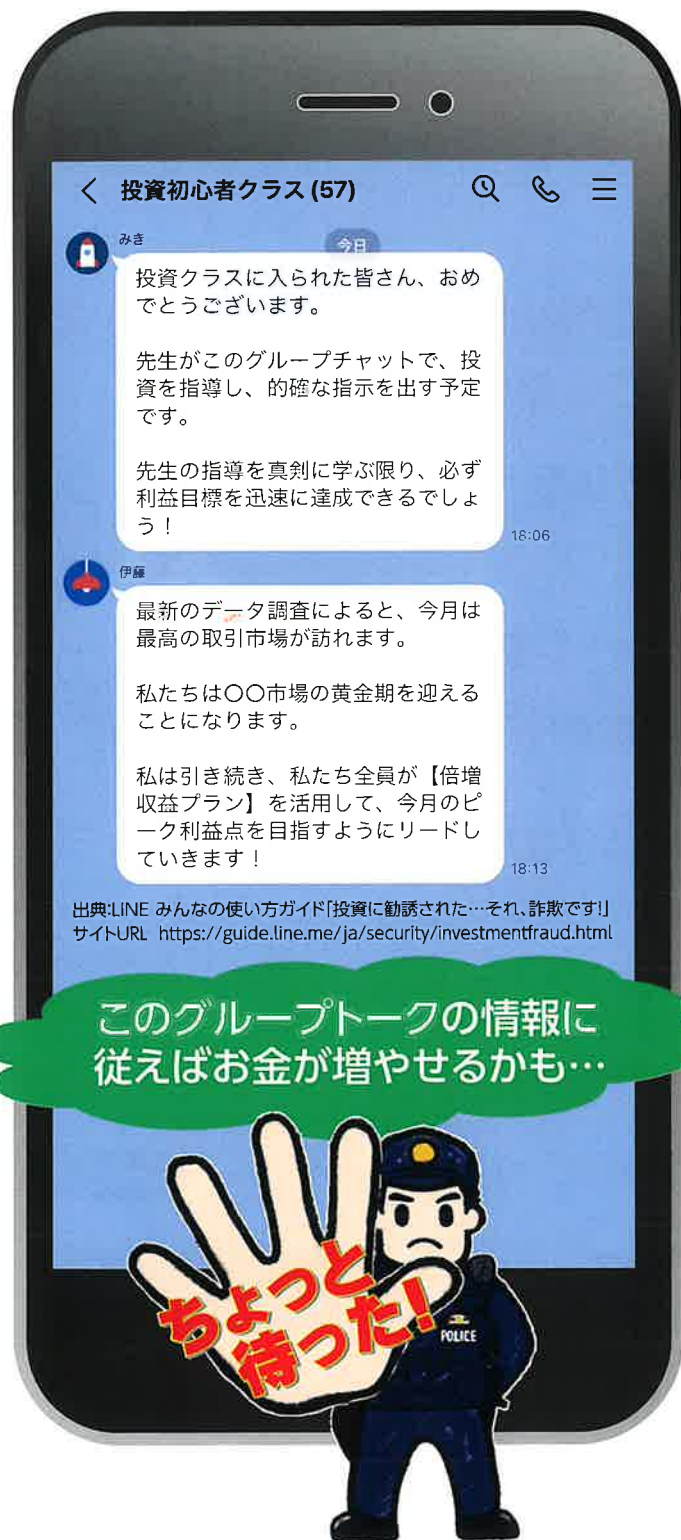 投資初心者クラス(57)
みき
今日
投資クラスに入られた皆さん、おめ
でとうございます。
先生がこのグループチャットで、投
資を指導し、的確な指示を出す予定
です。
先生の指導を真剣に学ぶ限り、必ず
利益目標を迅速に達成できるでしょ
う！
18:06
伊藤
最新のデータ調査によると、今月は
最高の取引市場が訪れます。
私たちは〇〇市場の黄金期を迎える
ことになります。
私は引き続き、私たち全員が【倍増
収益プラン】を活用して、今月のピ
ーク利益点を目指すようにリードし
ていきます！
18:13
出典:LINE みんなの使い方ガイド「投資に勧誘された…それ、詐欺です!」
サイトURL https://guide.line.me/ja/security/investmentfraud.html
このグループトークの情報に
従えばお金が増やせるかも…
ちょっと
待った!
POLICE